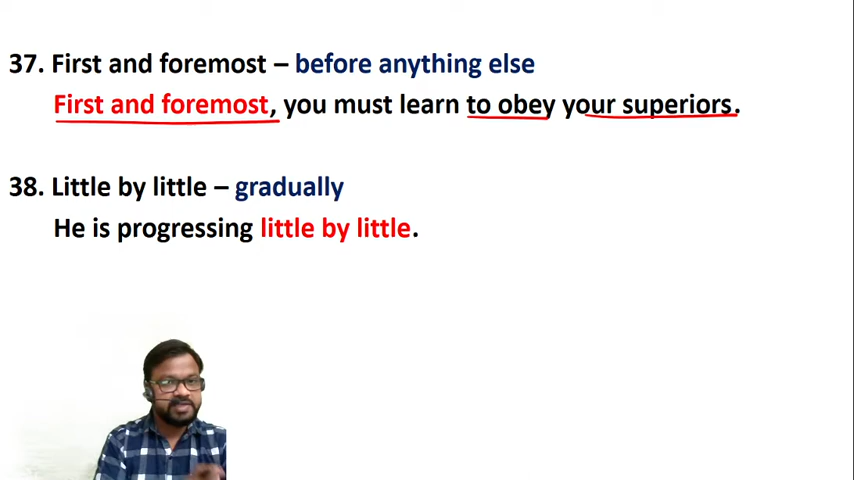 37. First and foremost – before anything else
First and foremost, you must learn to obey your superiors.
38. Little by little – gradually
He is progressing little by little.